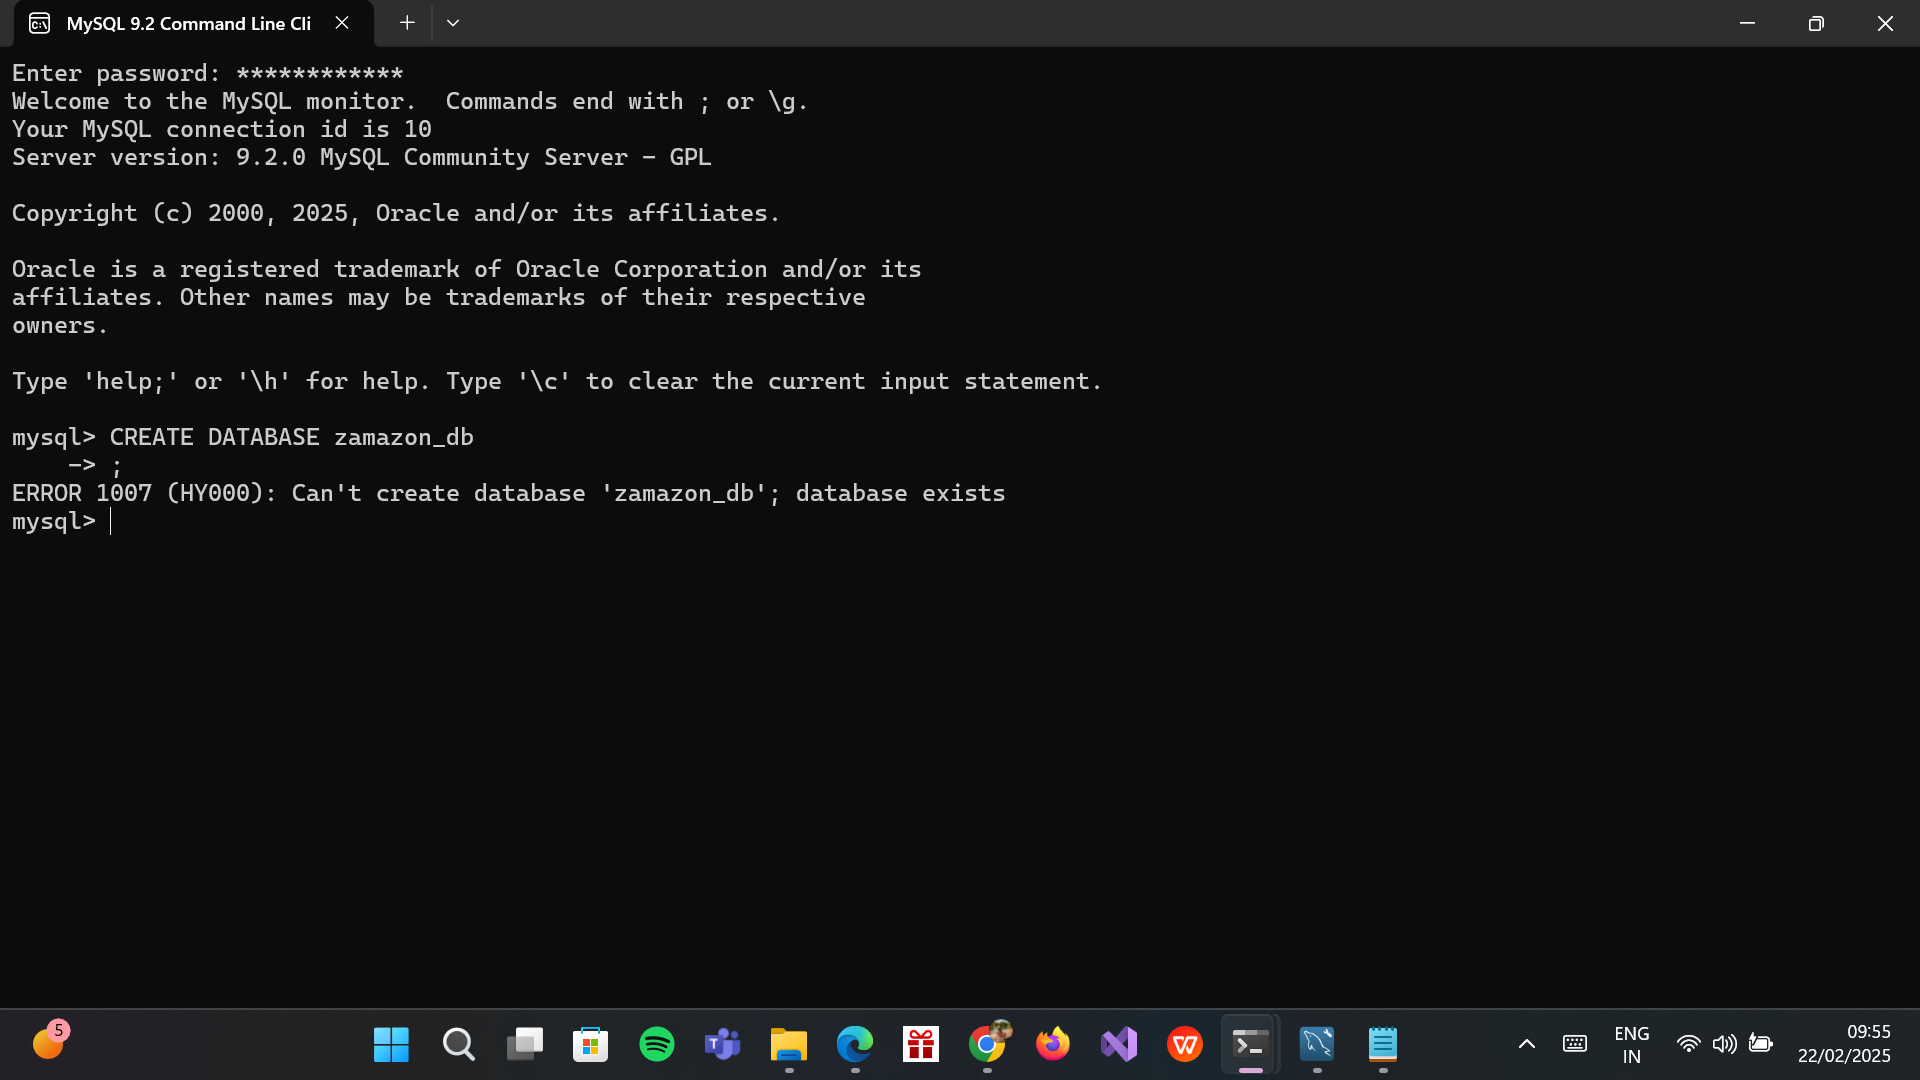 MySQL 9.2 Command Line Cli
Enter password: ************
Welcome to the MySQL monitor.  Commands end with ; or \g.
Your MySQL connection id is 10
Server version: 9.2.0 MySQL Community Server - GPL
Copyright (c) 2000, 2025, Oracle and/or its affiliates.
Oracle is a registered trademark of Oracle Corporation and/or its
affiliates. Other names may be trademarks of their respective
owners.
Type 'help;' or '\h' for help. Type '\c' to clear the current input statement.
mysql> CREATE DATABASE zamazon_db
    -> ;
ERROR 1007 (HY000): Can't create database 'zamazon_db'; database exists
mysql>
5
ENG
IN
09:55
22/02/2025